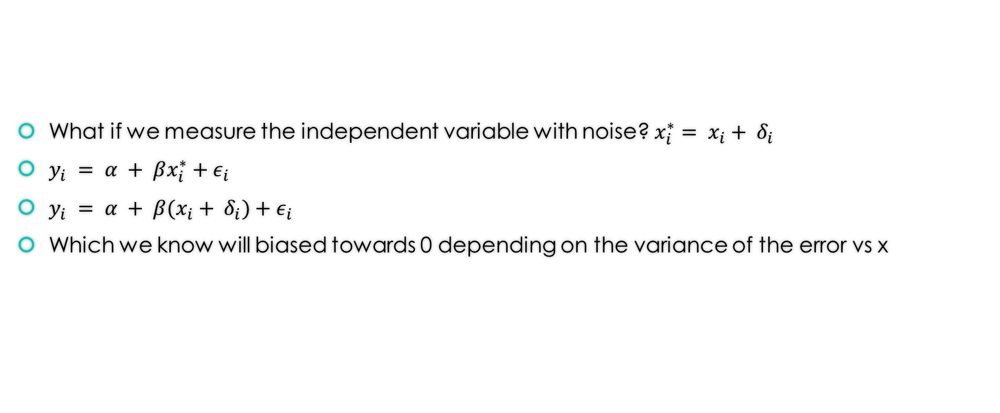 What if we measure the independent variable with noise? $x_i^* = x_i + \delta_i$
$y_i = \alpha + \beta x_i^* + \epsilon_i$
$y_i = \alpha + \beta(x_i + \delta_i) + \epsilon_i$
Which we know will biased towards 0 depending on the variance of the error vs x